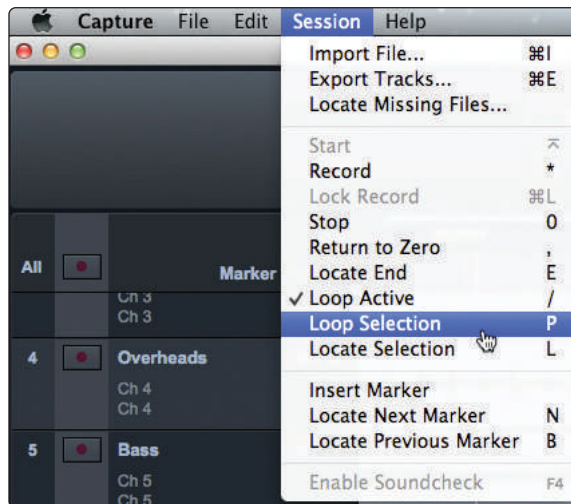 Capture File Edit Session Help
Import File... ⌘I
Export Tracks... ⌘E
Locate Missing Files...
Start ⌅
Record *
Lock Record ⌘L
Stop 0
Return to Zero ,
Locate End E
✓ Loop Active /
Loop Selection P
Locate Selection L
Insert Marker
Locate Next Marker N
Locate Previous Marker B
Enable Soundcheck F4
All Marker
Ch 3
Ch 3
4 Overheads
Ch 4
Ch 4
5 Bass
Ch 5
Ch 5